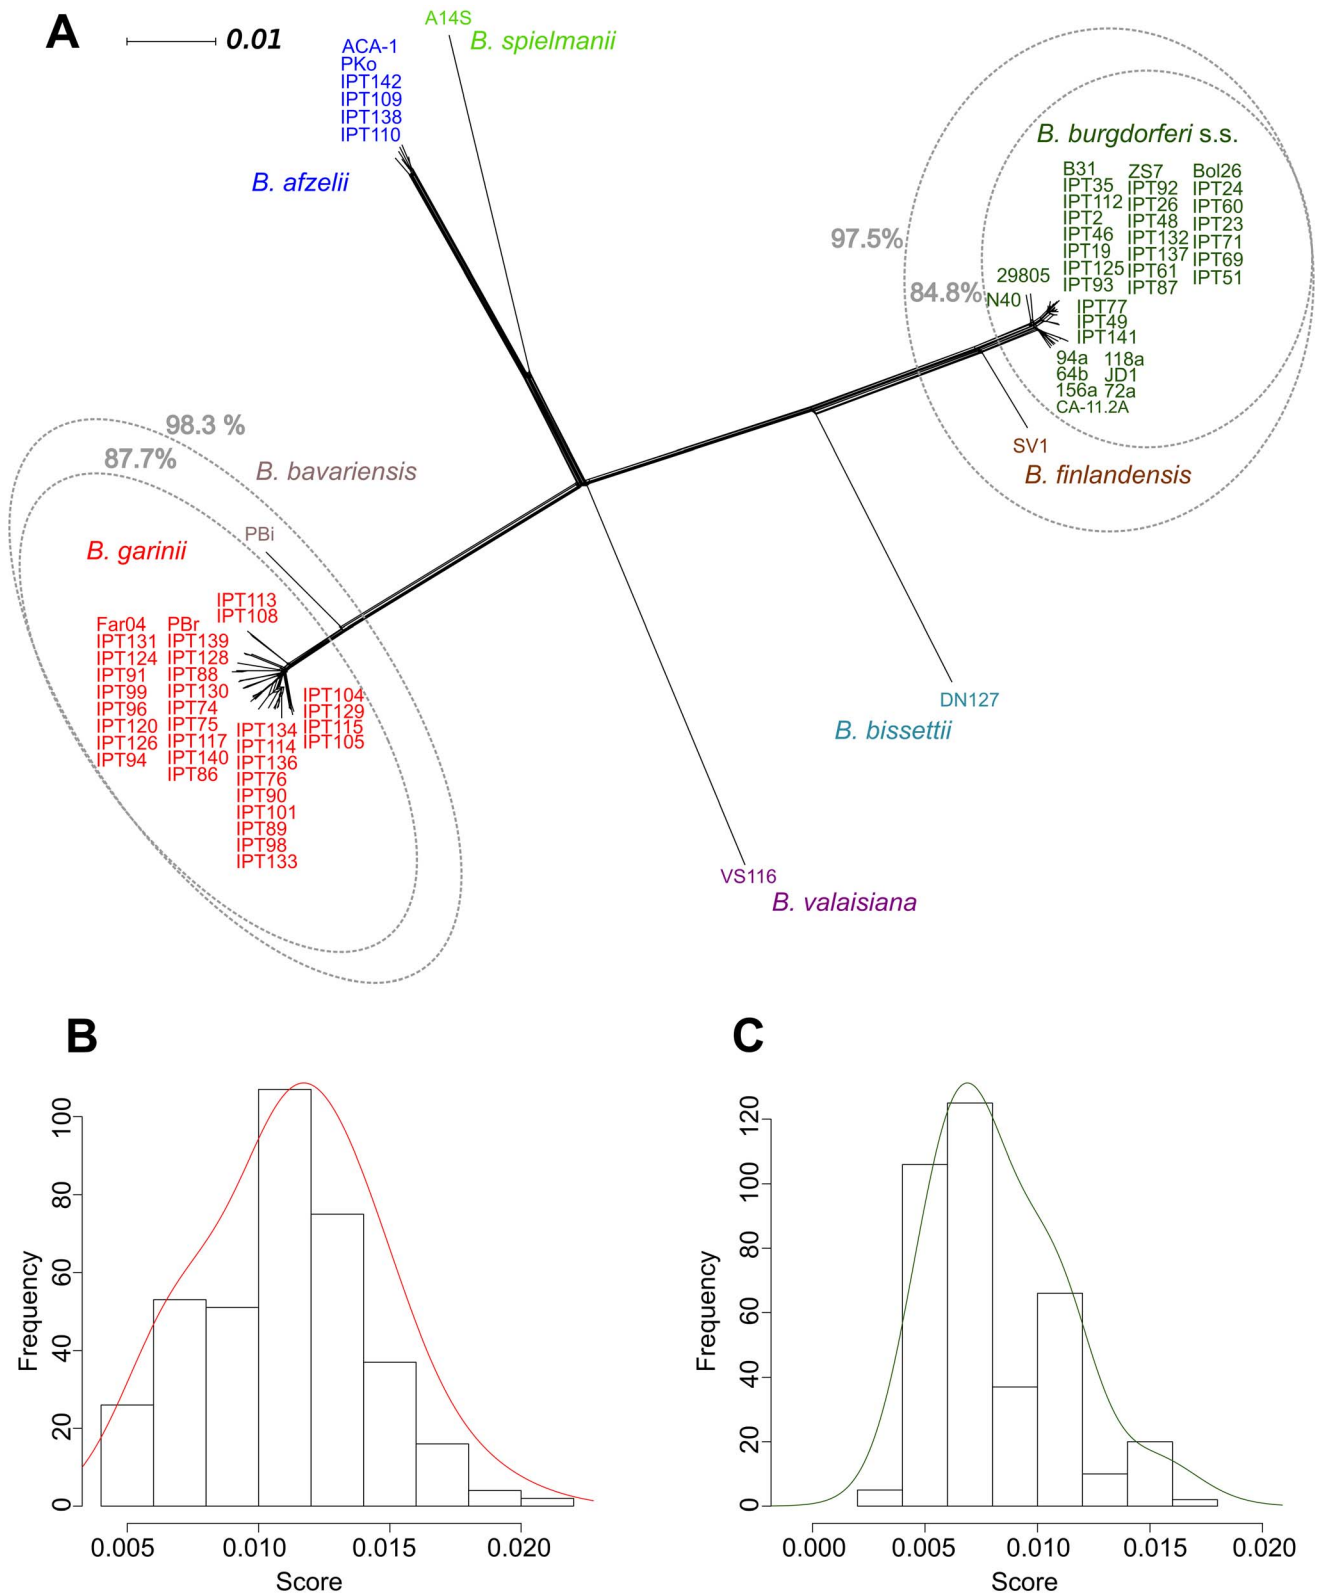 A
0.01
A14S
B. spielmanii
ACA-1
PKo
IPT142
IPT109
IPT138
IPT110
B. afzelii
B. burgdorferi s.s.
B31 ZS7 Bol26
IPT35 IPT92 IPT24
IPT112 IPT26 IPT60
IPT2 IPT48 IPT23
IPT46 IPT132 IPT71
IPT19 IPT137 IPT69
IPT125 IPT61 IPT51
IPT93 IPT87
97.5%
84.8%
29805
N40
IPT77
IPT49
IPT141
94a 118a
64b JD1
156a 72a
CA-11.2A
SV1
B. finlandensis
98.3 %
87.7%
B. bavariensis
PBi
B. garinii
IPT113
IPT108
Far04 PBr
IPT131 IPT139
IPT124 IPT128
IPT91 IPT88
IPT99 IPT130
IPT96 IPT74
IPT120 IPT75
IPT126 IPT117
IPT94 IPT140
IPT86
IPT104
IPT129
IPT115
IPT105
IPT134
IPT114
IPT136
IPT76
IPT90
IPT101
IPT89
IPT98
IPT133
DN127
B. bissettii
VS116
B. valaisiana
B
Frequency
100
80
60
40
20
0
0.005 0.010 0.015 0.020
Score
C
Frequency
120
100
80
60
40
20
0
0.000 0.005 0.010 0.015 0.020
Score